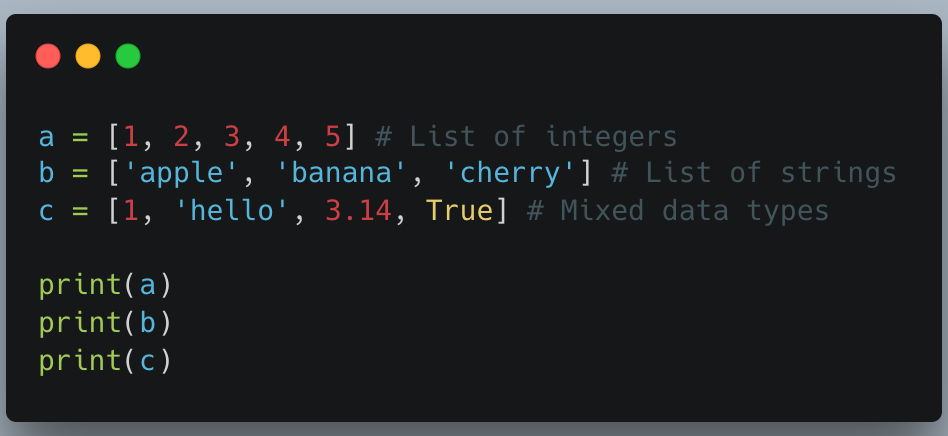 a = [1, 2, 3, 4, 5] # List of integers
b = ['apple', 'banana', 'cherry'] # List of strings
c = [1, 'hello', 3.14, True] # Mixed data types
print(a)
print(b)
print(c)